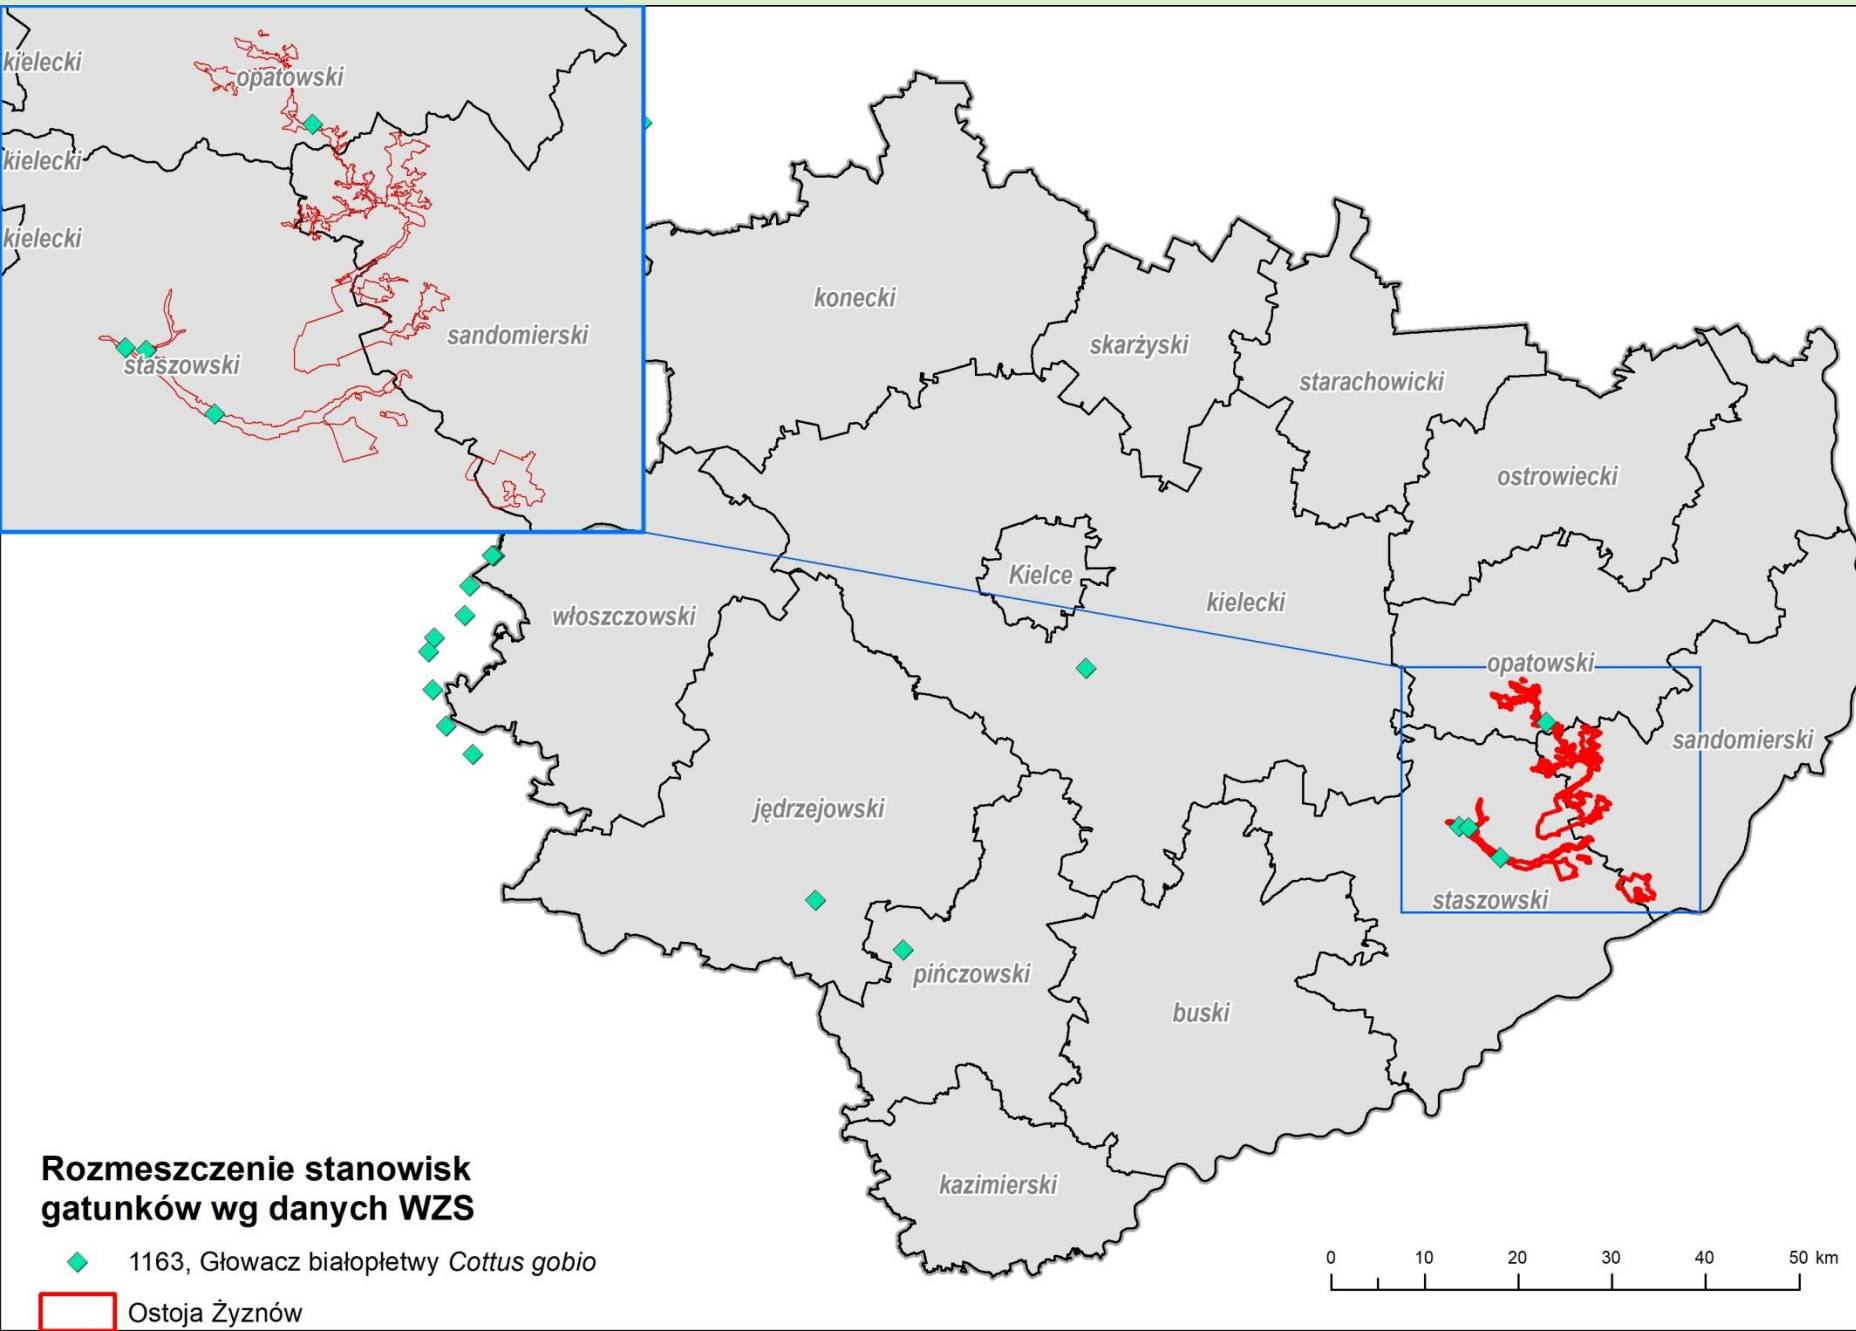 kielecki
opatowski
kielecki
kielecki
sandomierski
staszowski
konecki
skarżyski
starachowicki
ostrowiecki
Kielce
kielecki
włoszczowski
opatowski
sandomierski
jędrzejowski
staszowski
pińczowski
buski
kazimierski
Rozmeszczenie stanowisk
gatunków wg danych WZS
1163, Głowacz białopłetwy Cottus gobio
Ostoja Żyznów
0 10 20 30 40 50 km